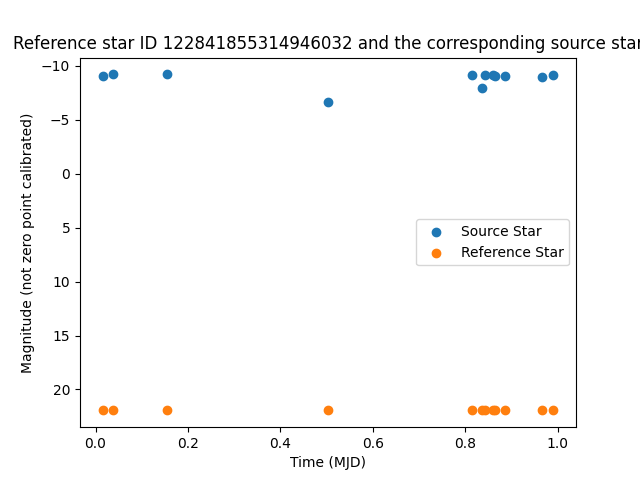 Reference star ID 122841855314946032 and the corresponding source star
−10
−5
0
5
10
15
20
Magnitude (not zero point calibrated)
Source Star
Reference Star
0.0 0.2 0.4 0.6 0.8 1.0
Time (MJD)